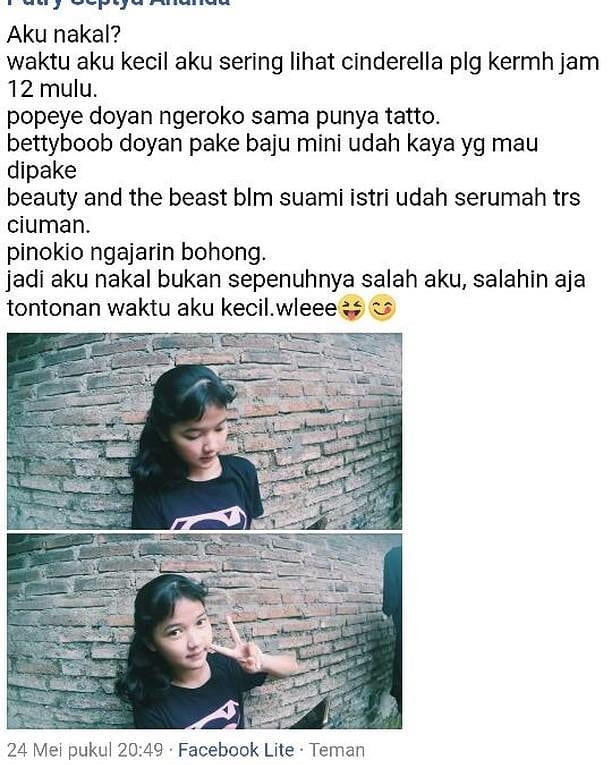 Putry Septya Ananda
Aku nakal?
waktu aku kecil aku sering lihat cinderella plg kermh jam
12 mulu.
popeye doyan ngeroko sama punya tatto.
bettyboob doyan pake baju mini udah kaya yg mau
dipake
beauty and the beast blm suami istri udah serumah trs
ciuman.
pinokio ngajarin bohong.
jadi aku nakal bukan sepenuhnya salah aku, salahin aja
tontonan waktu aku kecil.wleee😝😋
24 Mei pukul 20:49 · Facebook Lite · Teman